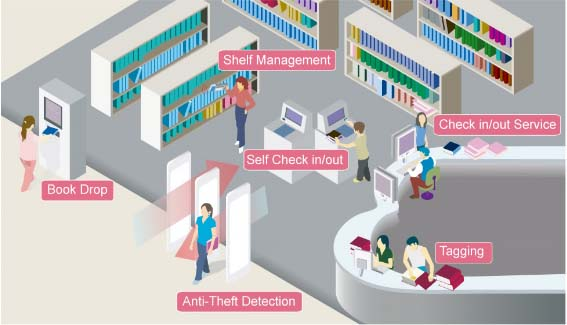 Shelf Management
Check in/out Service
Self Check in/out
Book Drop
Tagging
Anti-Theft Detection